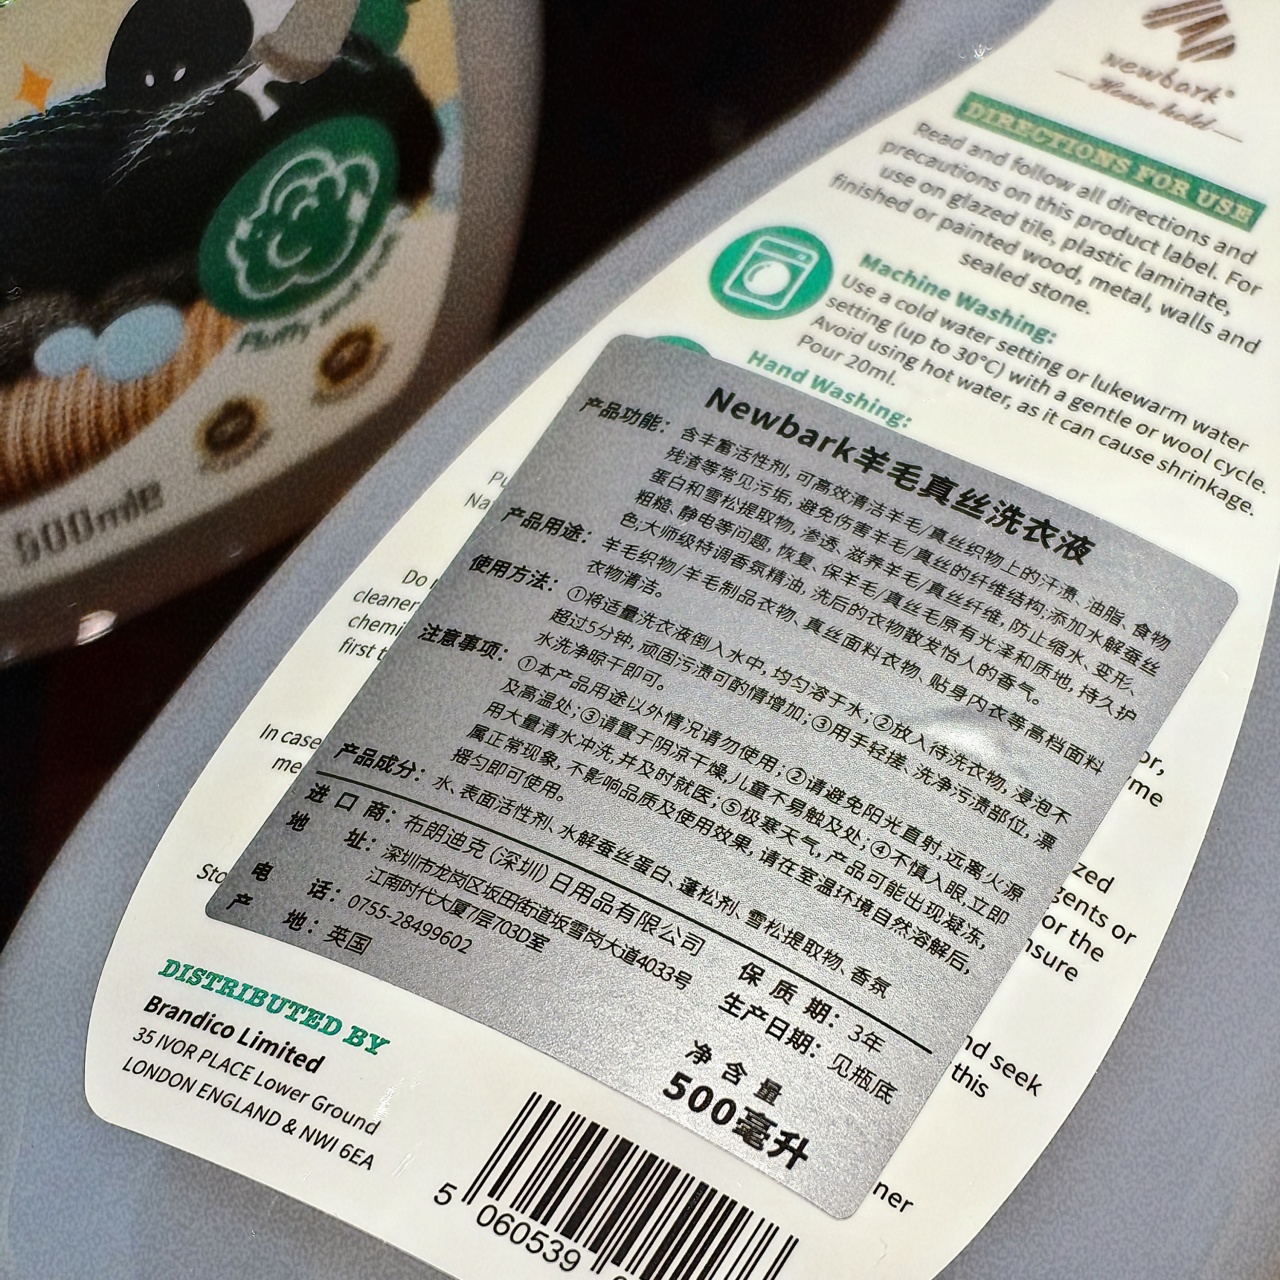 newbark®
House hold
DIRECTIONS FOR USE
Read and follow all directions and
precautions on this product label. For
use on glazed tile, plastic laminate,
finished or painted wood, metal, walls and
sealed stone.
Machine Washing:
Use a cold water setting or lukewarm water
setting (up to 30°C) with a gentle or wool cycle.
Avoid using hot water, as it can cause shrinkage.
Pour 20ml.
Hand Washing:
Newbark羊毛真丝洗衣液
产品功能：含丰富活性剂, 可高效清洁羊毛/真丝织物上的汗渍、油脂、食物
残渣等常见污垢, 避免伤害羊毛/真丝的纤维结构;添加水解蚕丝
蛋白和雪松提取物, 渗透、滋养羊毛/真丝纤维, 防止缩水、变形、
粗糙、静电等问题, 恢复、保羊毛/真丝毛原有光泽和质地, 持久护
色;大师级特调香氛精油, 洗后的衣物散发怡人的香气。
产品用途：羊毛织物/羊毛制品衣物、真丝面料衣物、贴身内衣等高档面料
衣物清洁。
使用方法：①将适量洗衣液倒入水中, 均匀溶于水;②放入待洗衣物, 浸泡不
超过5分钟, 顽固污渍可酌情增加;③用手轻搓、洗净污渍部位, 漂
水洗净晾干即可。
注意事项：①本产品用途以外情况请勿使用;②请避免阳光直射, 远离火源
及高温处;③请置于阴凉干燥, 儿童不易触及处;④不慎入眼, 立即
用大量清水冲洗, 并及时就医;⑤极寒天气, 产品可能出现凝冻,
属正常现象, 不影响品质及使用效果, 请在室温环境自然溶解后,
摇匀即可使用。
产品成分：水、表面活性剂、水解蚕丝蛋白、蓬松剂、雪松提取物、香氛
进口商：布朗迪克 (深圳) 日用品有限公司
地址：深圳市龙岗区坂田街道坂雪岗大道4033号
江南时代大厦7层703D室
电话：0755-28499602
产地：英国
保质期：3年
生产日期：见瓶底
净含量
500毫升
DISTRIBUTED BY
Brandico Limited
35 IVOR PLACE Lower Ground
LONDON ENGLAND & NW1 6EA
5 060539
Do
cleaner
first
In case
me
Sto
zed
gents or
or the
nsure
nd seek
this
ner
500mle